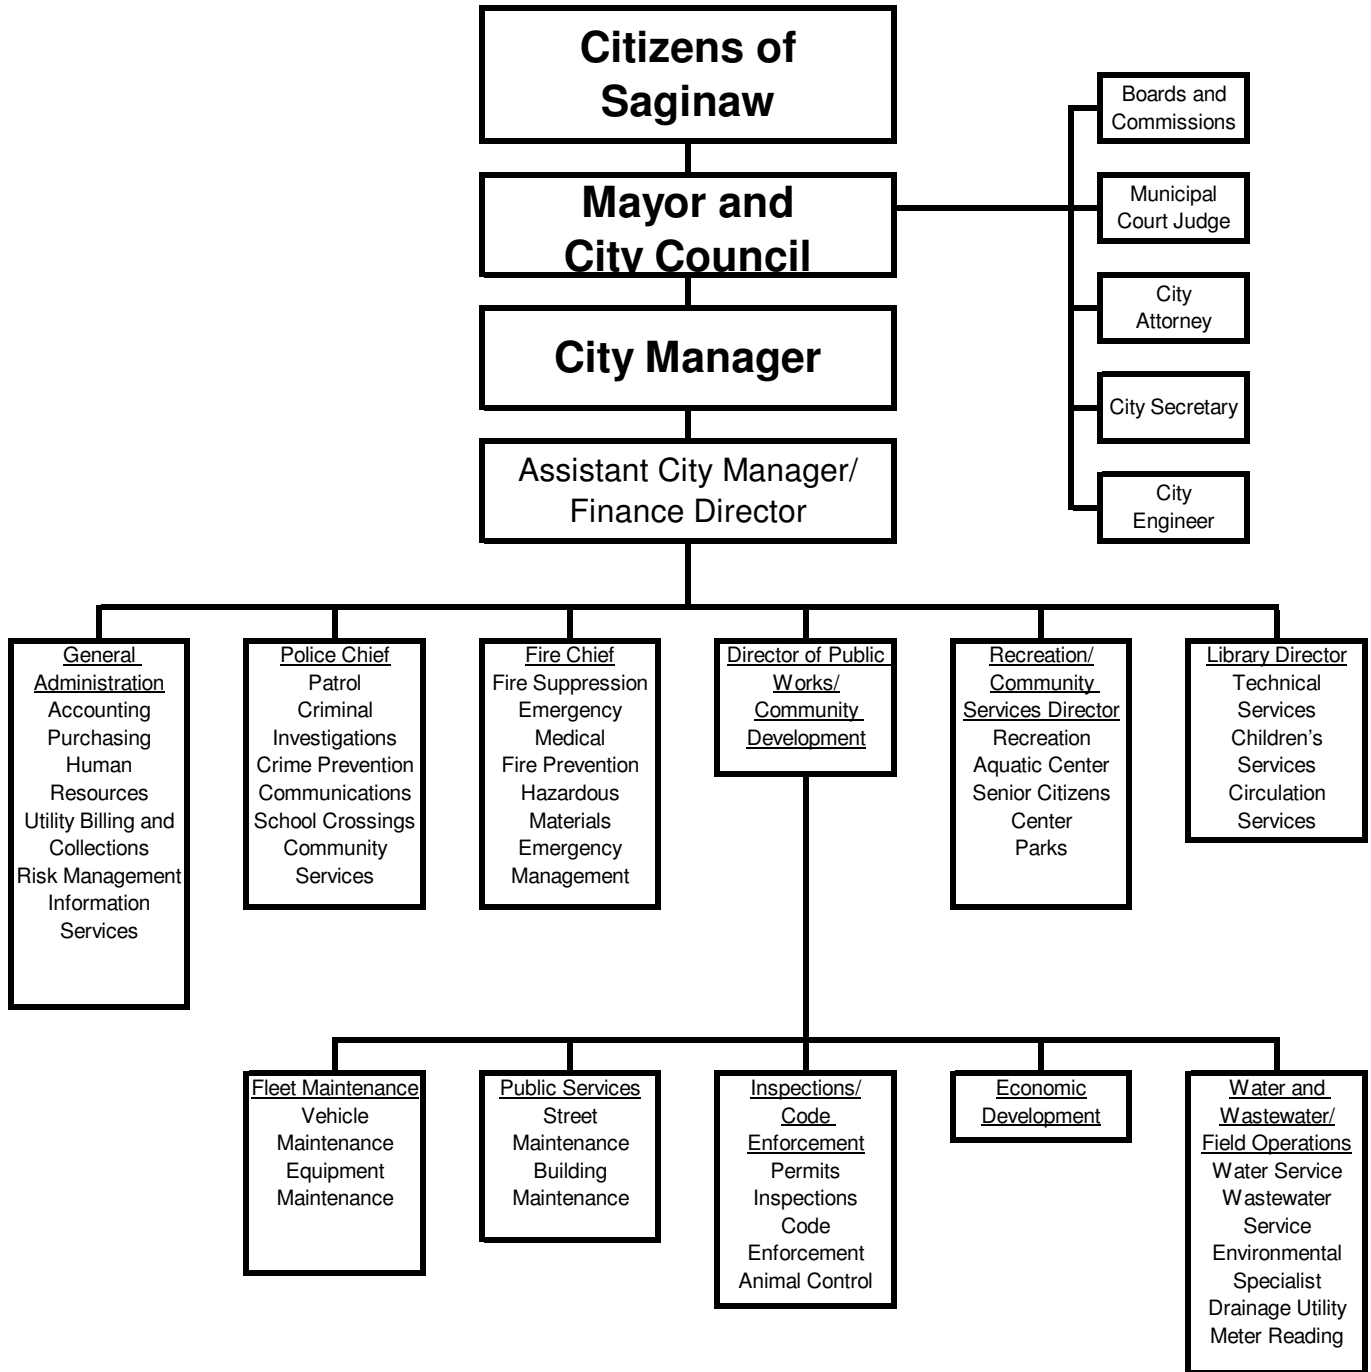 Citizens of
Saginaw
Boards and
Commissions
Mayor and
City Council
Municipal
Court Judge
City
Attorney
City Manager
City Secretary
Assistant City Manager/
Finance Director
City
Engineer
General
Administration
Accounting
Purchasing
Human
Resources
Utility Billing and
Collections
Risk Management
Information
Services
Police Chief
Patrol
Criminal
Investigations
Crime Prevention
Communications
School Crossings
Community
Services
Fire Chief
Fire Suppression
Emergency
Medical
Fire Prevention
Hazardous
Materials
Emergency
Management
Director of Public
Works/
Community
Development
Recreation/
Community
Services Director
Recreation
Aquatic Center
Senior Citizens
Center
Parks
Library Director
Technical
Services
Children's
Services
Circulation
Services
Fleet Maintenance
Vehicle
Maintenance
Equipment
Maintenance
Public Services
Street
Maintenance
Building
Maintenance
Inspections/
Code
Enforcement
Permits
Inspections
Code
Enforcement
Animal Control
Economic
Development
Water and
Wastewater/
Field Operations
Water Service
Wastewater
Service
Environmental
Specialist
Drainage Utility
Meter Reading